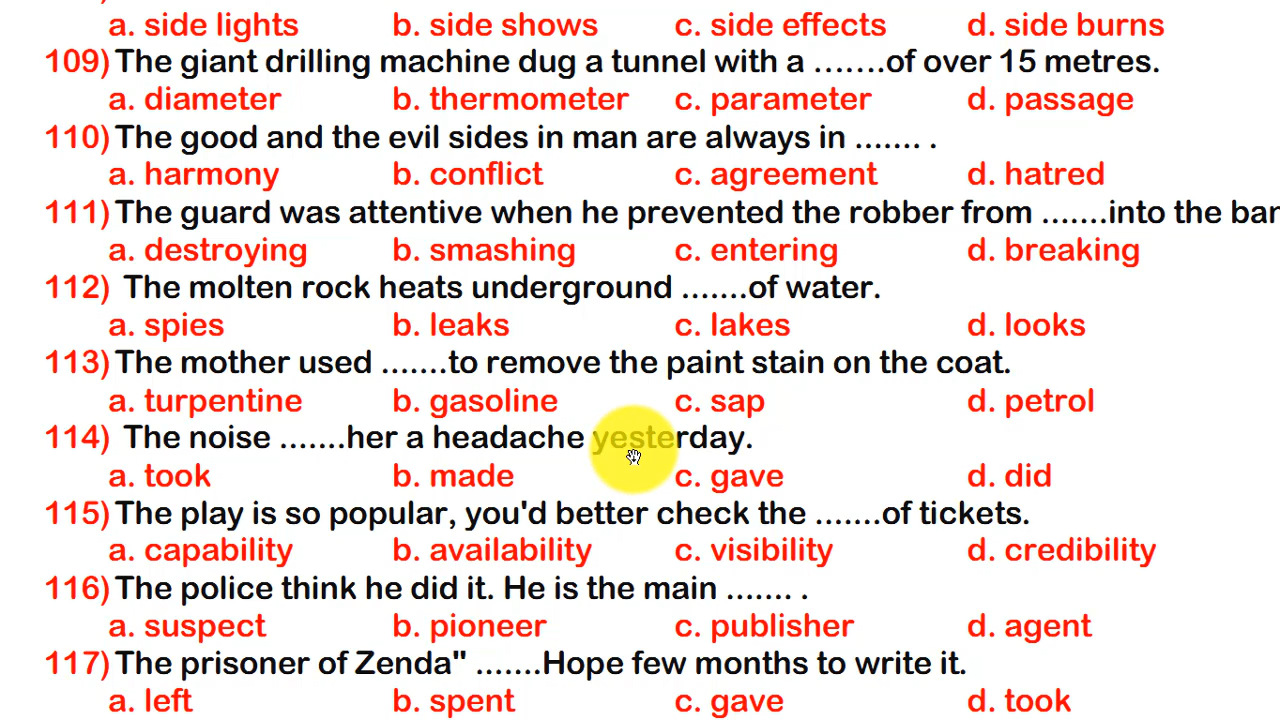 a. side lights b. side shows c. side effects d. side burns
109) The giant drilling machine dug a tunnel with a .......of over 15 metres.
a. diameter b. thermometer c. parameter d. passage
110) The good and the evil sides in man are always in ....... .
a. harmony b. conflict c. agreement d. hatred
111) The guard was attentive when he prevented the robber from .......into the
a. destroying b. smashing c. entering d. breaking
112) The molten rock heats underground .......of water.
a. spies b. leaks c. lakes d. looks
113) The mother used .......to remove the paint stain on the coat.
a. turpentine b. gasoline c. sap d. petrol
114) The noise .......her a headache yesterday.
a. took b. made c. gave d. did
115) The play is so popular, you'd better check the .......of tickets.
a. capability b. availability c. visibility d. credibility
116) The police think he did it. He is the main ....... .
a. suspect b. pioneer c. publisher d. agent
117) The prisoner of Zenda" .......Hope few months to write it.
a. left b. spent c. gave d. took